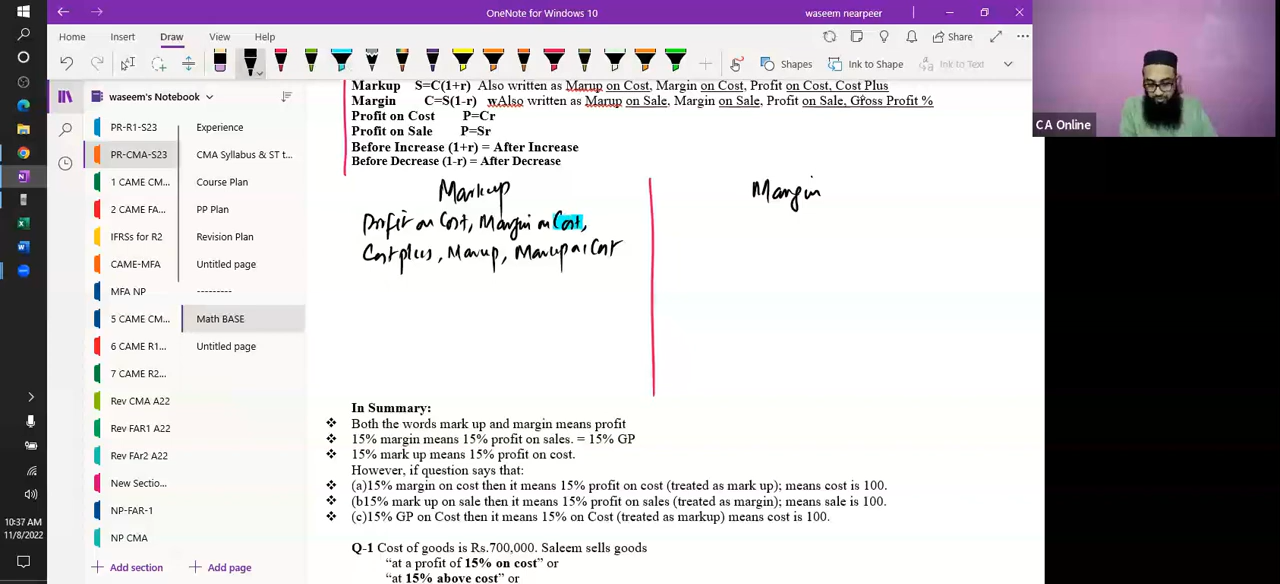 OneNote for Windows 10
waseem nearpeer
Home Insert Draw View Help
Share
Shapes
Ink to Shape
Ink to Text
waseem's Notebook
PR-R1-S23
PR-CMA-S23
1 CAME CM...
2 CAME FA...
IFRSs for R2
CAME-MFA
MFA NP
5 CAME CM...
6 CAME R1...
7 CAME R2...
Rev CMA A22
Rev FAR1 A22
Rev FAr2 A22
New Sectio...
NP-FAR-1
NP CMA
Add section
Experience
CMA Syllabus & ST t...
Course Plan
PP Plan
Revision Plan
Untitled page
---------
Math BASE
Untitled page
Add page
Markup S=C(1+r) Also written as Marup on Cost, Margin on Cost, Profit on Cost, Cost Plus
Margin C=S(1-r) wAlso written as Marup on Sale, Margin on Sale, Profit on Sale, Gross Profit %
Profit on Cost P=Cr
Profit on Sale P=Sr
Before Increase (1+r) = After Increase
Before Decrease (1-r) = After Decrease
Markup
Profit on Cost, Margin on Cost,
Cost plus, Marup, Markup on Cost
Margin
In Summary:
❖ Both the words mark up and margin means profit
❖ 15% margin means 15% profit on sales. = 15% GP
❖ 15% mark up means 15% profit on cost.
However, if question says that:
❖ (a)15% margin on cost then it means 15% profit on cost (treated as mark up); means cost is 100.
❖ (b15% mark up on sale then it means 15% profit on sales (treated as margin); means sale is 100.
❖ (c)15% GP on Cost then it means 15% on Cost (treated as markup) means cost is 100.
Q-1 Cost of goods is Rs.700,000. Saleem sells goods
"at a profit of 15% on cost" or
"at 15% above cost" or
CA Online
10:37 AM
11/8/2022